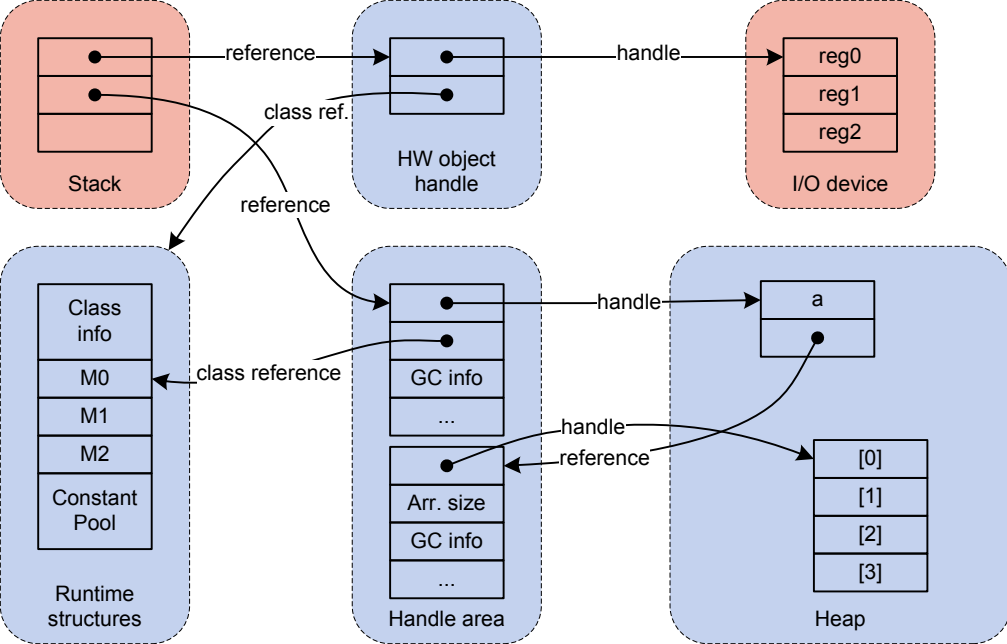 reference
handle
reg0
reg1
reg2
class ref.
Stack
HW object
handle
I/O device
reference
Class
info
M0
M1
M2
Constant
Pool
Runtime
structures
class reference
GC info
...
Arr. size
GC info
...
Handle area
handle
handle
reference
a
[0]
[1]
[2]
[3]
Heap